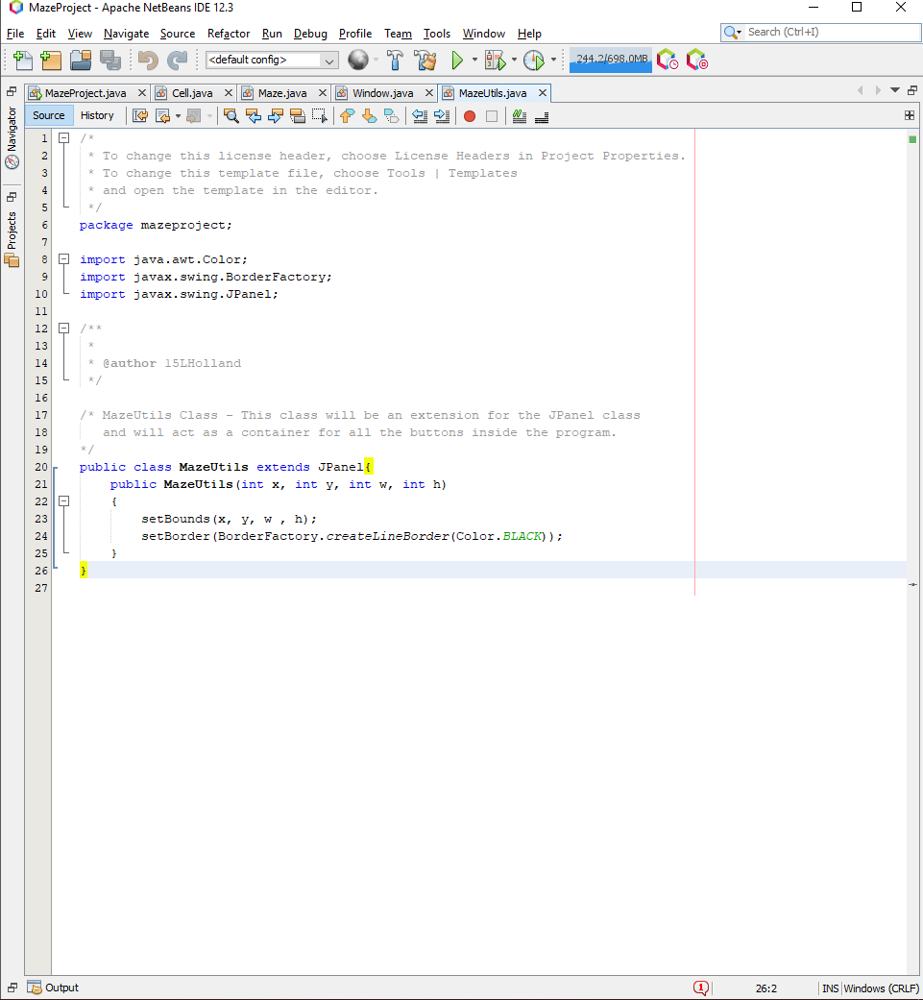 MazeProject - Apache NetBeans IDE 12.3
File Edit View Navigate Source Refactor Run Debug Profile Team Tools Window Help
Search (Ctrl+I)
<default config>
244.2/698.0MB
MazeProject.java Cell.java Maze.java Window.java MazeUtils.java
Source History
Navigator
Projects
1 /*
2 * To change this license header, choose License Headers in Project Properties.
3 * To change this template file, choose Tools | Templates
4 * and open the template in the editor.
5 */
6 package mazeproject;
7
8 import java.awt.Color;
9 import javax.swing.BorderFactory;
10 import javax.swing.JPanel;
11
12 /**
13 *
14 * @author 15LHolland
15 */
16
17 /* MazeUtils Class - This class will be an extension for the JPanel class
18 and will act as a container for all the buttons inside the program.
19 */
20 public class MazeUtils extends JPanel{
21 public MazeUtils(int x, int y, int w, int h)
22 {
23 setBounds(x, y, w , h);
24 setBorder(BorderFactory.createLineBorder(Color.BLACK));
25 }
26 }
27
Output
1
26:2
INS
Windows (CRLF)